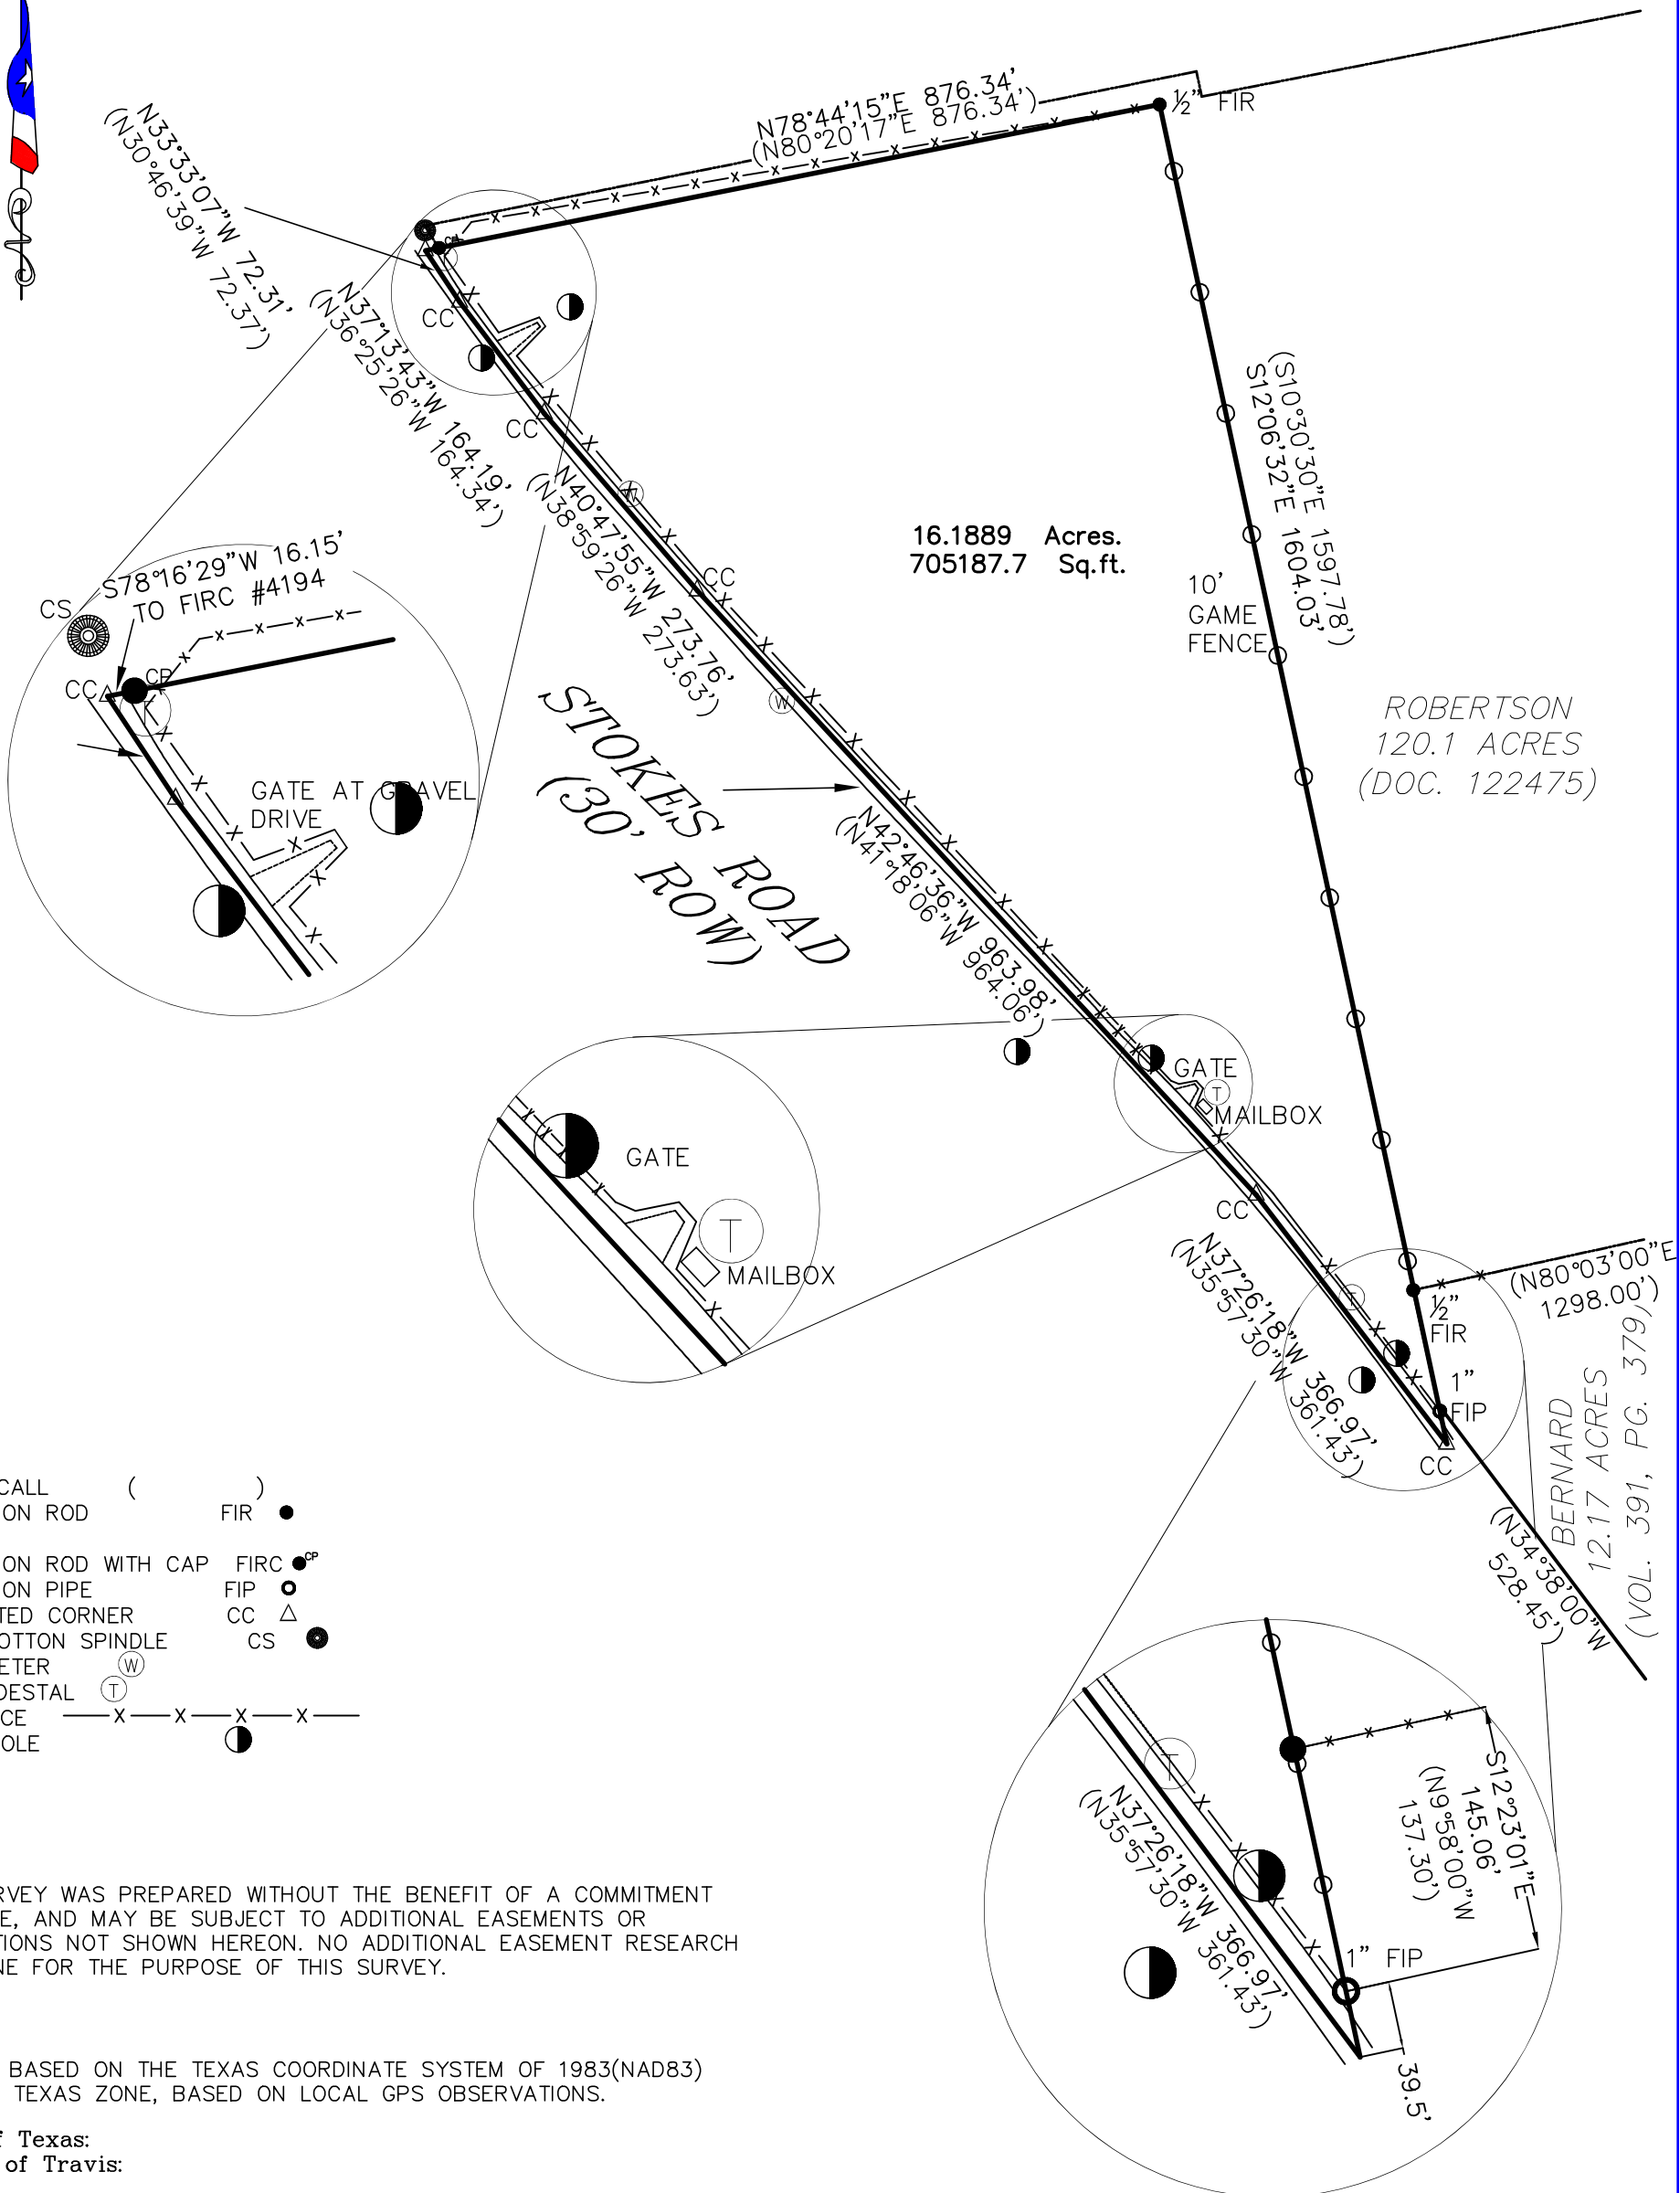 N78°44'15"E 876.34'
(N80°20'17"E 876.34')
½" FIR
N33°33'07"W 72.31'
(N30°46'39"W 72.37')
CP
CC
N37°13'43"W 164.19'
(N36°25'26"W 164.34')
CC
(S10°30'30"E 1597.78')
S12°06'32"E 1604.03'
W
N40°47'55"W 273.76'
(N38°59'26"W 273.63')
CC
16.1889 Acres.
705187.7 Sq.ft.
10'
GAME
FENCE
S78°16'29"W 16.15'
TO FIRC #4194
CS
CC
CP
T
GATE AT GRAVEL
DRIVE
W
STOKES ROAD
(30' ROW)
ROBERTSON
120.1 ACRES
(DOC. 122475)
N42°46'36"W 963.98'
(N41°18'06"W 964.06')
GATE
T
MAILBOX
GATE
T
MAILBOX
CC
N37°26'18"W 366.97'
(N35°57'30"W 361.43')
T
(N80°03'00"E
1298.00')
½"
FIR
1"
FIP
CC
BERNARD
12.17 ACRES
(VOL. 391, PG. 379)
(N34°38'00"W
528.45')
CALL ( )
ON ROD FIR
ON ROD WITH CAP FIRC CP
ON PIPE FIP
TED CORNER CC
OTTON SPINDLE CS
ETER W
DESTAL T
CE X X X X
OLE
T
N37°26'18"W 366.97'
(N35°57'30"W 361.43')
S12°23'01"E
145.06'
(N9°58'00"W
137.30')
1" FIP
39.5'
RVEY WAS PREPARED WITHOUT THE BENEFIT OF A COMMITMENT
E, AND MAY BE SUBJECT TO ADDITIONAL EASEMENTS OR
TIONS NOT SHOWN HEREON. NO ADDITIONAL EASEMENT RESEARCH
NE FOR THE PURPOSE OF THIS SURVEY.
BASED ON THE TEXAS COORDINATE SYSTEM OF 1983(NAD83)
TEXAS ZONE, BASED ON LOCAL GPS OBSERVATIONS.
f Texas:
of Travis: